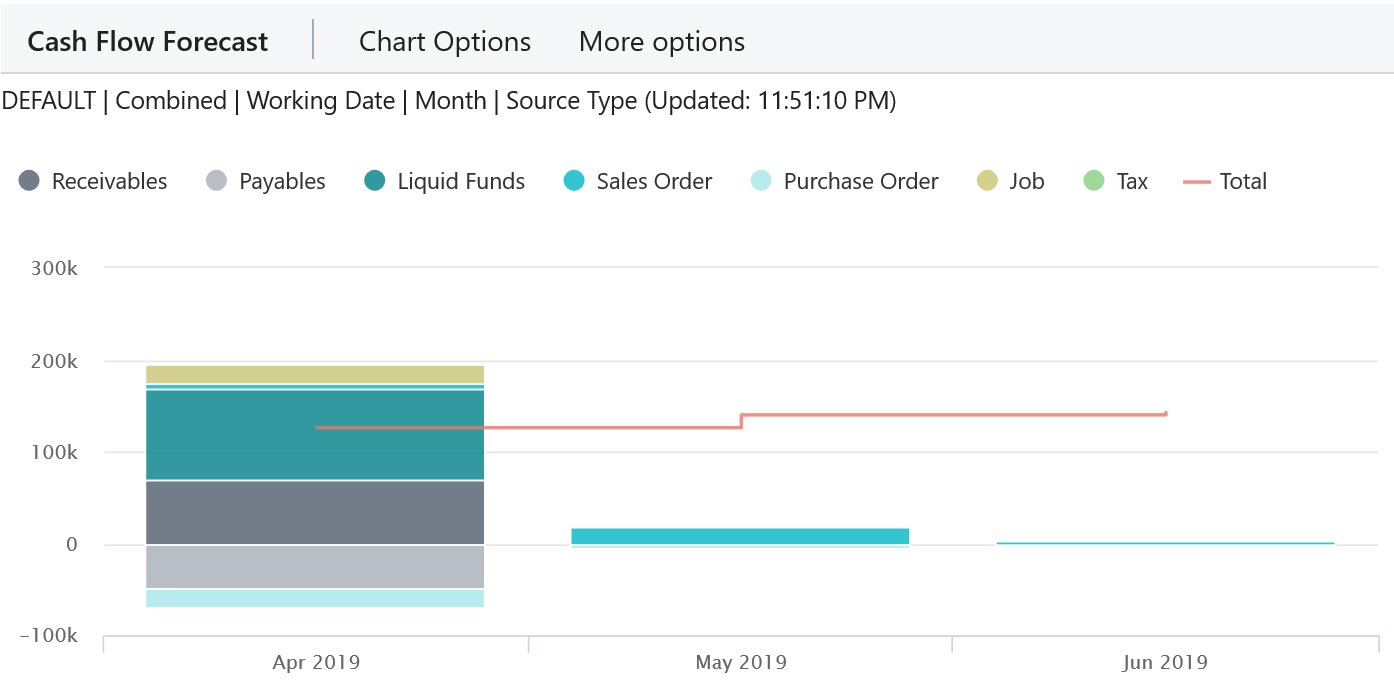 Cash Flow Forecast | Chart Options More options
DEFAULT | Combined | Working Date | Month | Source Type (Updated: 11:51:10 PM)
Receivables Payables Liquid Funds Sales Order Purchase Order Job Tax Total
300k
200k
100k
0
-100k
Apr 2019 May 2019 Jun 2019